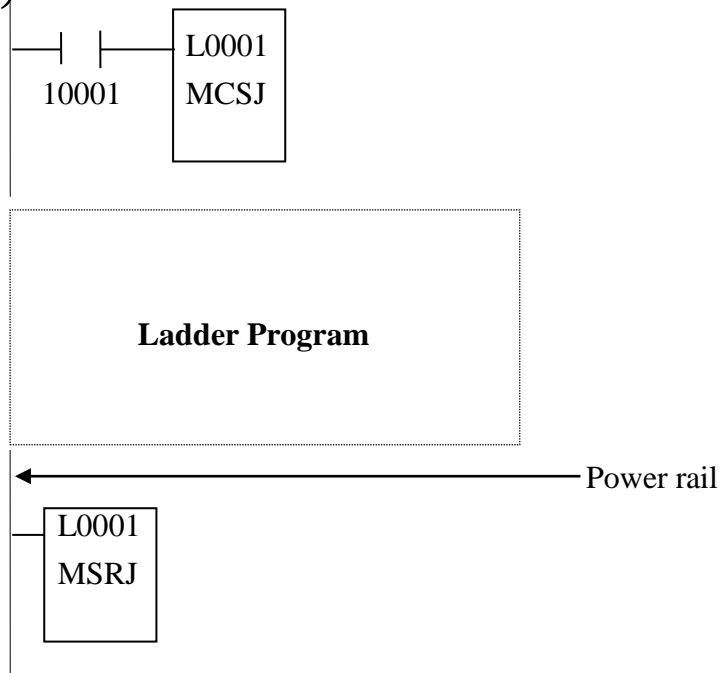 )
L0001
10001 MCSJ
Ladder Program
Power rail
L0001
MSRJ